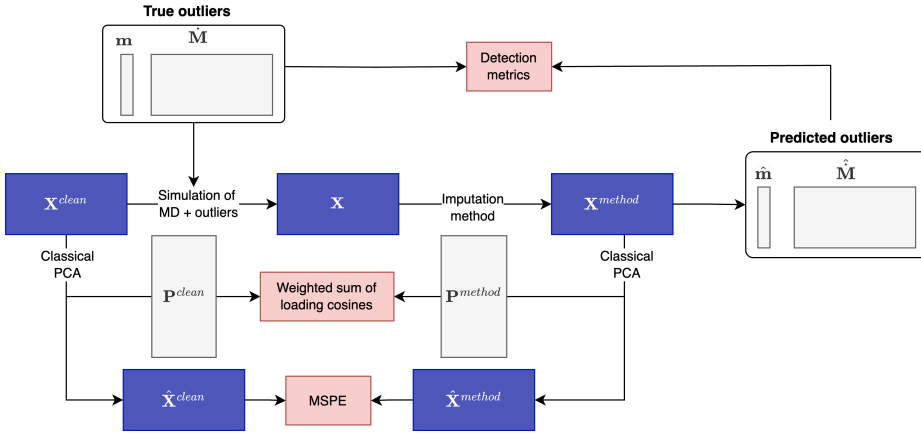 True outliers
m Ṁ
Detection
metrics
Predicted outliers
m̂ Ṁ̂
X^clean
Simulation of
MD + outliers
X
Imputation
method
X^method
Classical
PCA
Classical
PCA
P^clean
Weighted sum of
loading cosines
P^method
X̂^clean
MSPE
X̂^method